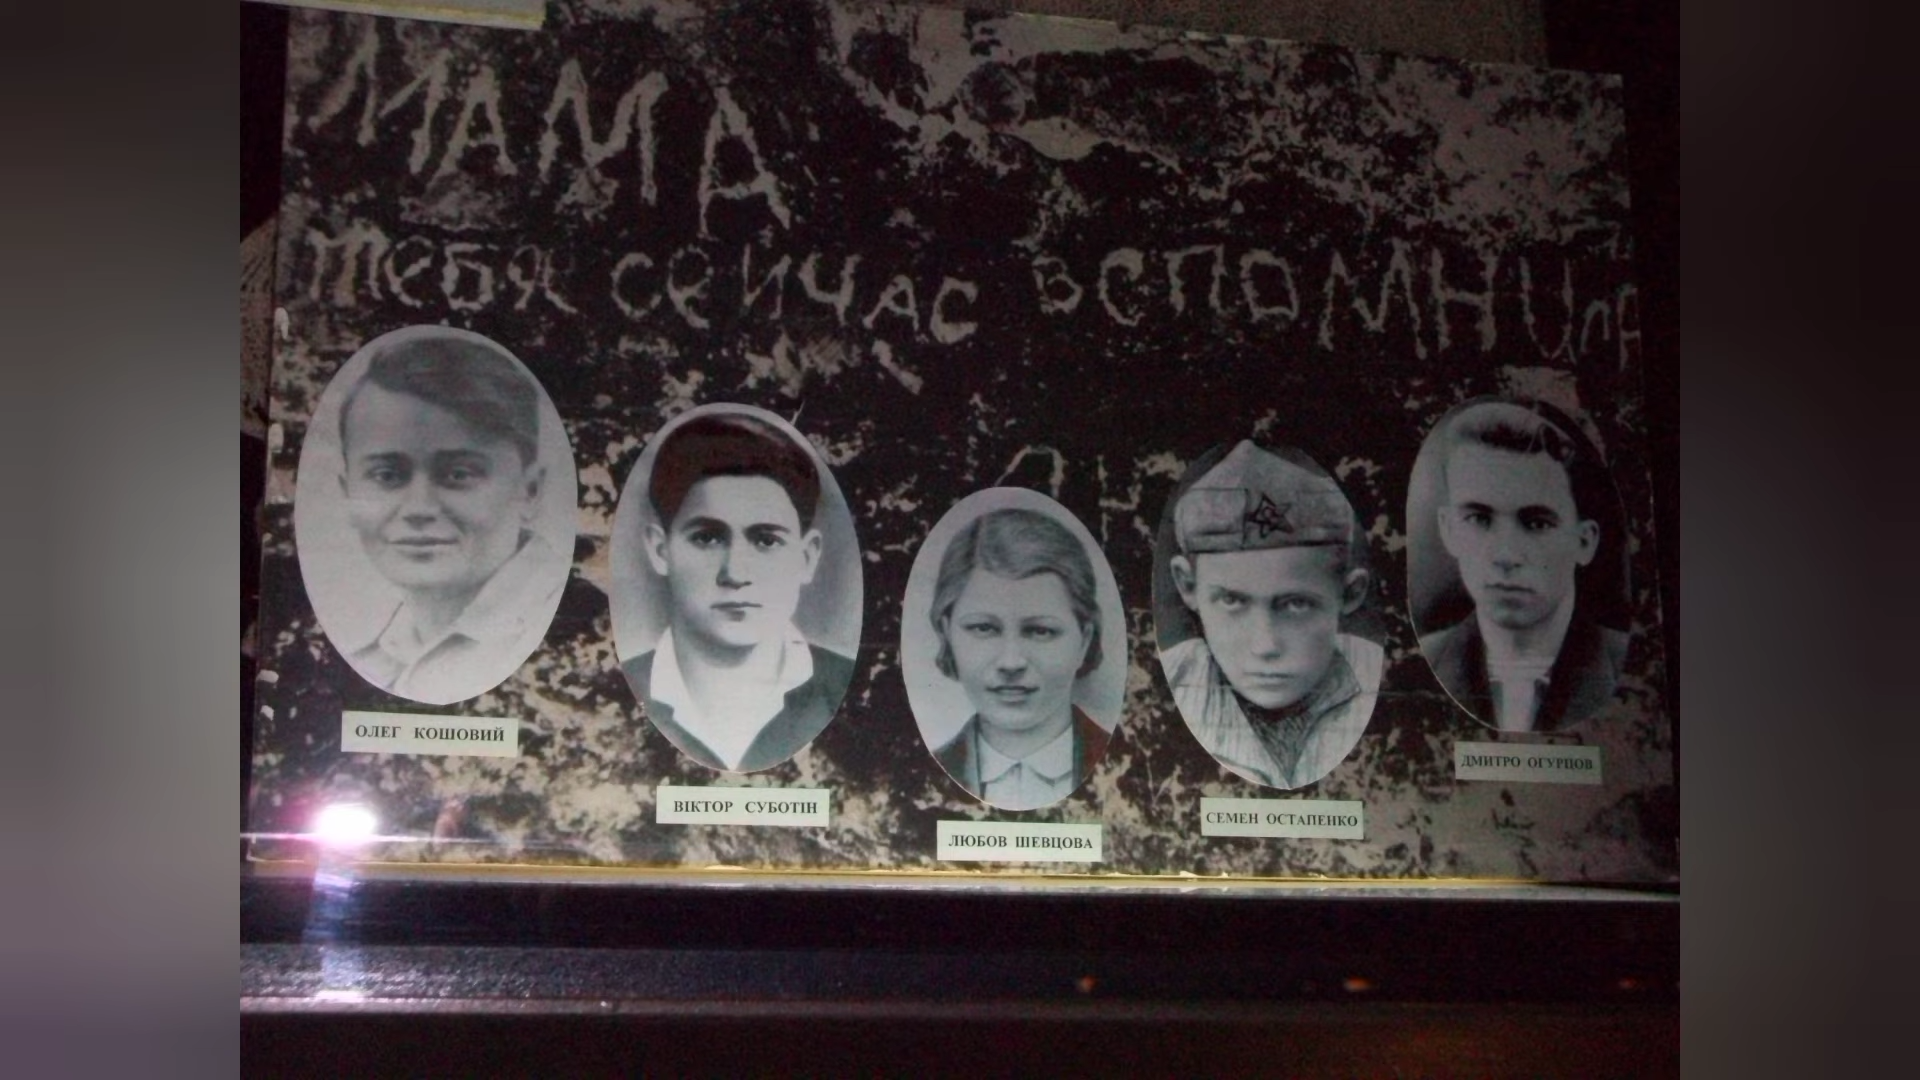 МАМА
тебя сейчас вспомнила
ОЛЕГ КОШОВИЙ
ВІКТОР СУБОТІН
ЛЮБОВ ШЕВЦОВА
СЕМЕН ОСТАПЕНКО
ДМИТРО ОГУРЦОВ